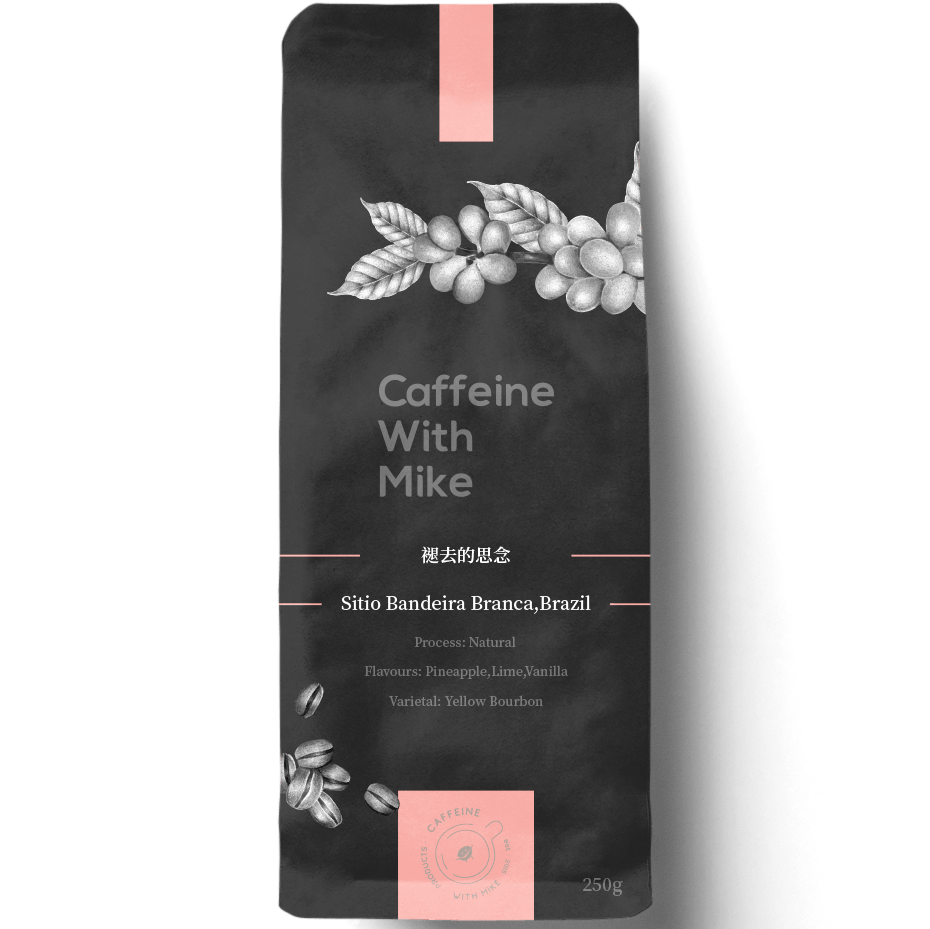 Caffeine
With
Mike
褪去的思念
Sitio Bandeira Branca,Brazil
Process: Natural
Flavours: Pineapple,Lime,Vanilla
Varietal: Yellow Bourbon
CAFFEINE
WITH MIKE
PRODUCTS
250g